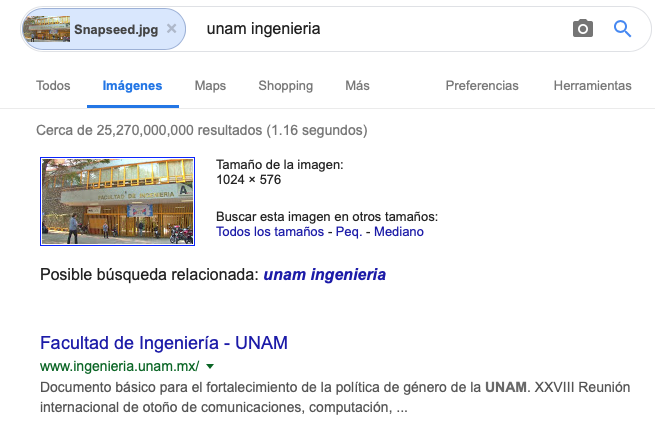 Snapseed.jpg × unam ingenieria
Todos Imágenes Maps Shopping Más Preferencias Herramientas
Cerca de 25,270,000,000 resultados (1.16 segundos)
FACULTAD DE INGENIERIA A
Tamaño de la imagen:
1024 × 576
Buscar esta imagen en otros tamaños:
Todos los tamaños - Peq. - Mediano
Posible búsqueda relacionada: unam ingenieria
Facultad de Ingeniería - UNAM
www.ingenieria.unam.mx/
Documento básico para el fortalecimiento de la política de género de la UNAM. XXVIII Reunión
internacional de otoño de comunicaciones, computación, ...